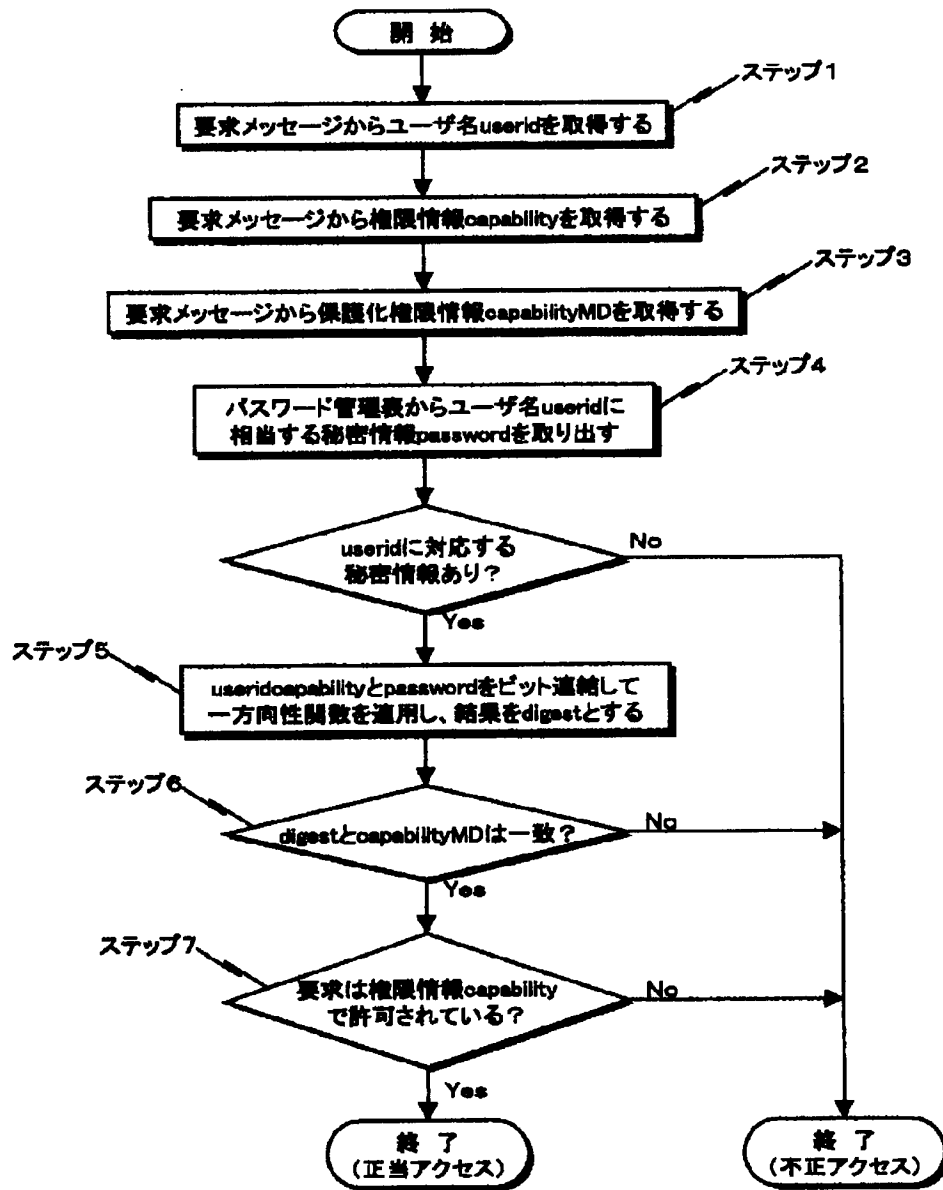 開始
ステップ1
要求メッセージからユーザ名useridを取得する
ステップ2
要求メッセージから権限情報capabilityを取得する
ステップ3
要求メッセージから保護化権限情報capabilityMDを取得する
ステップ4
パスワード管理表からユーザ名useridに
相当する秘密情報passwordを取り出す
useridに対応する
秘密情報あり？
No
Yes
ステップ5
useridcapabilityとpasswordをビット連結して
一方向性関数を適用し、結果をdigestとする
ステップ6
digestとcapabilityMDは一致？
No
Yes
ステップ7
要求は権限情報capability
で許可されている？
No
Yes
終了
（正当アクセス）
終了
（不正アクセス）